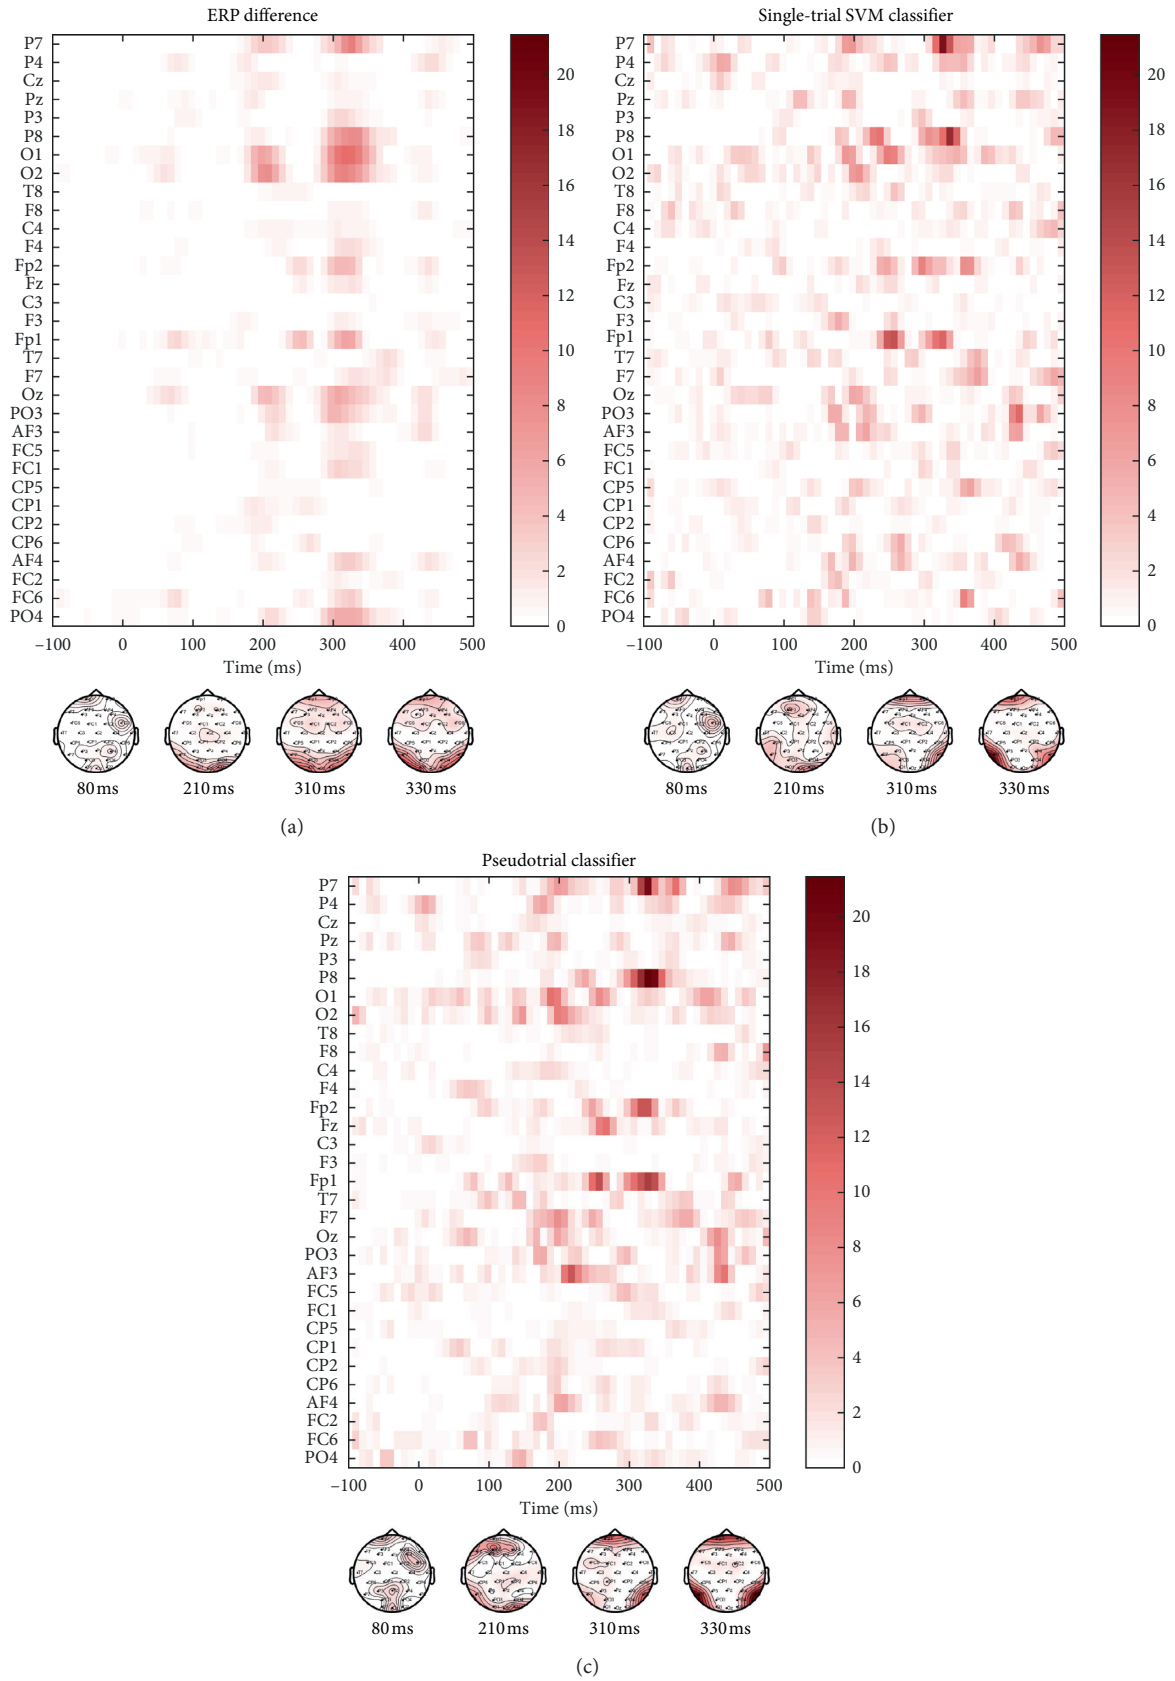 ERP difference
P7
P4
Cz
Pz
P3
P8
O1
O2
T8
F8
C4
F4
Fp2
Fz
C3
F3
Fp1
T7
F7
Oz
PO3
AF3
FC5
FC1
CP5
CP1
CP2
CP6
AF4
FC2
FC6
PO4
−100 0 100 200 300 400 500
Time (ms)
20
18
16
14
12
10
8
6
4
2
0
80 ms 210 ms 310 ms 330 ms
(a)
Single-trial SVM classifier
P7
P4
Cz
Pz
P3
P8
O1
O2
T8
F8
C4
F4
Fp2
Fz
C3
F3
Fp1
T7
F7
Oz
PO3
AF3
FC5
FC1
CP5
CP1
CP2
CP6
AF4
FC2
FC6
PO4
−100 0 100 200 300 400 500
Time (ms)
20
18
16
14
12
10
8
6
4
2
0
80 ms 210 ms 310 ms 330 ms
(b)
Pseudotrial classifier
P7
P4
Cz
Pz
P3
P8
O1
O2
T8
F8
C4
F4
Fp2
Fz
C3
F3
Fp1
T7
F7
Oz
PO3
AF3
FC5
FC1
CP5
CP1
CP2
CP6
AF4
FC2
FC6
PO4
−100 0 100 200 300 400 500
Time (ms)
20
18
16
14
12
10
8
6
4
2
0
80 ms 210 ms 310 ms 330 ms
(c)